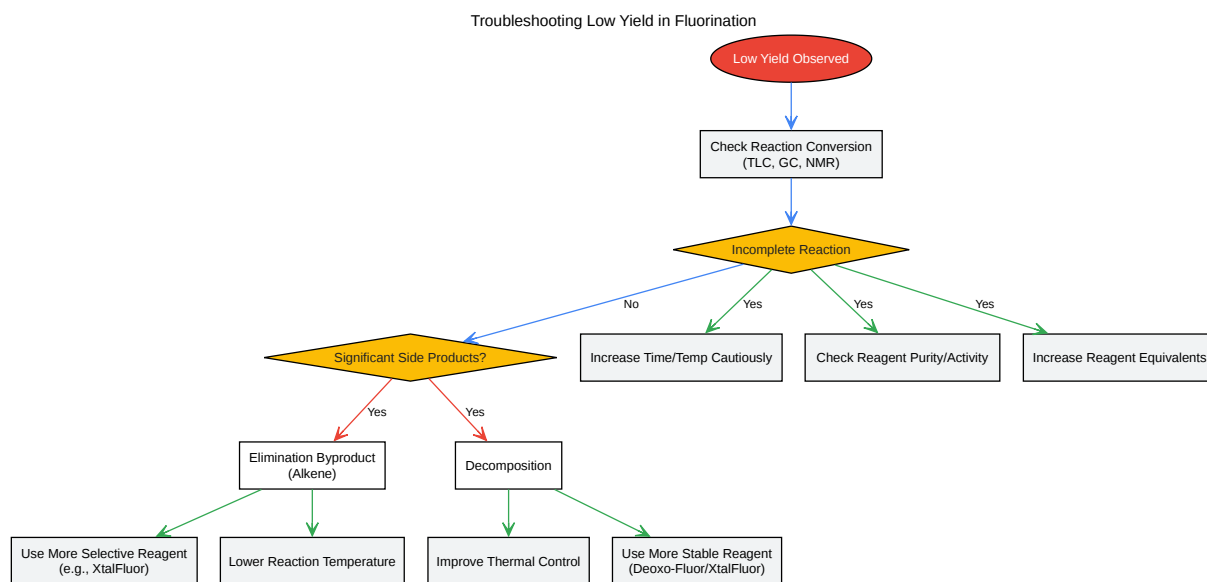 Troubleshooting Low Yield in Fluorination
Low Yield Observed
Check Reaction Conversion
(TLC, GC, NMR)
Incomplete Reaction
No
Yes
Yes
Yes
Significant Side Products?
Increase Time/Temp Cautiously
Check Reagent Purity/Activity
Increase Reagent Equivalents
Yes
Yes
Elimination Byproduct
(Alkene)
Decomposition
Use More Selective Reagent
(e.g., XtalFluor)
Lower Reaction Temperature
Improve Thermal Control
Use More Stable Reagent
(Deoxo-Fluor/XtalFluor)